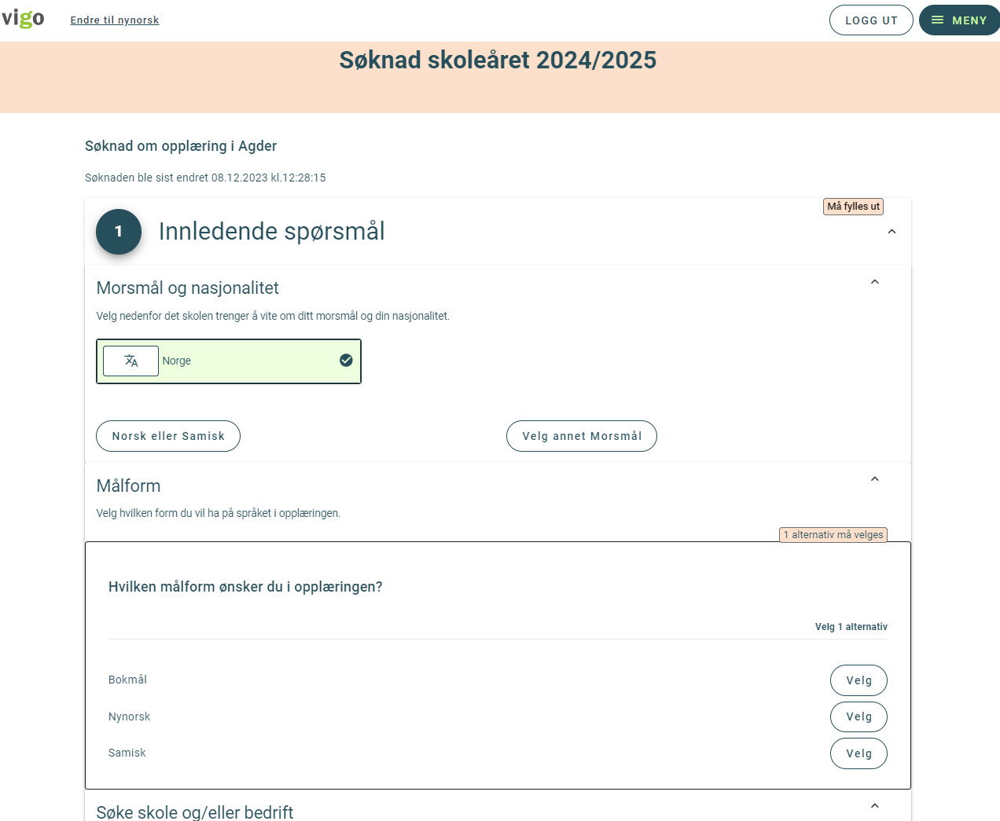 vigo
Endre til nynorsk
LOGG UT
MENY
Søknad skoleåret 2024/2025
Søknad om opplæring i Agder
Søknaden ble sist endret 08.12.2023 kl.12:28:15
Må fylles ut
1
Innledende spørsmål
Morsmål og nasjonalitet
Velg nedenfor det skolen trenger å vite om ditt morsmål og din nasjonalitet.
Norge
Norsk eller Samisk
Velg annet Morsmål
Målform
Velg hvilken form du vil ha på språket i opplæringen.
1 alternativ må velges
Hvilken målform ønsker du i opplæringen?
Velg 1 alternativ
Bokmål Velg
Nynorsk Velg
Samisk Velg
Søke skole og/eller bedrift